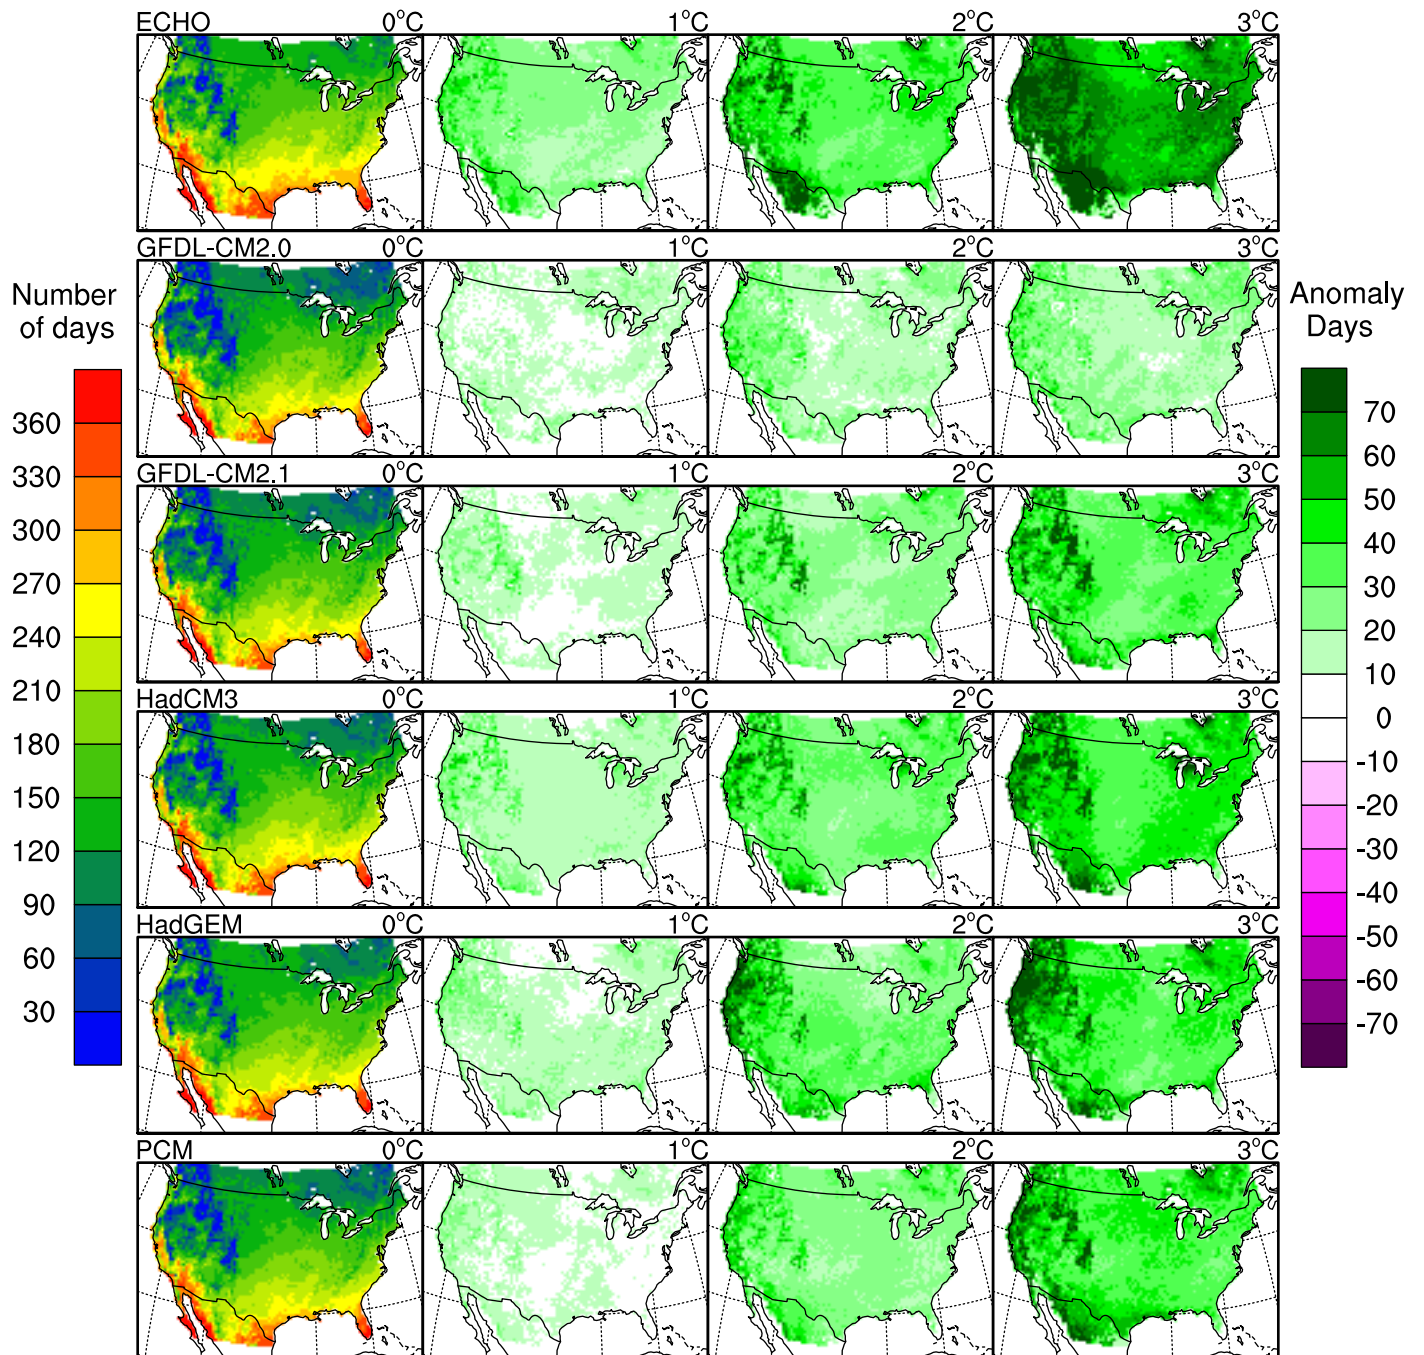 ECHO 0°C 1°C 2°C 3°C
GFDL-CM2.0 0°C 1°C 2°C 3°C
Number
of days
360
330
300
270
240
210
180
150
120
90
60
30
Anomaly
Days
70
60
50
40
30
20
10
0
-10
-20
-30
-40
-50
-60
-70
GFDL-CM2.1 0°C 1°C 2°C 3°C
HadCM3 0°C 1°C 2°C 3°C
HadGEM 0°C 1°C 2°C 3°C
PCM 0°C 1°C 2°C 3°C